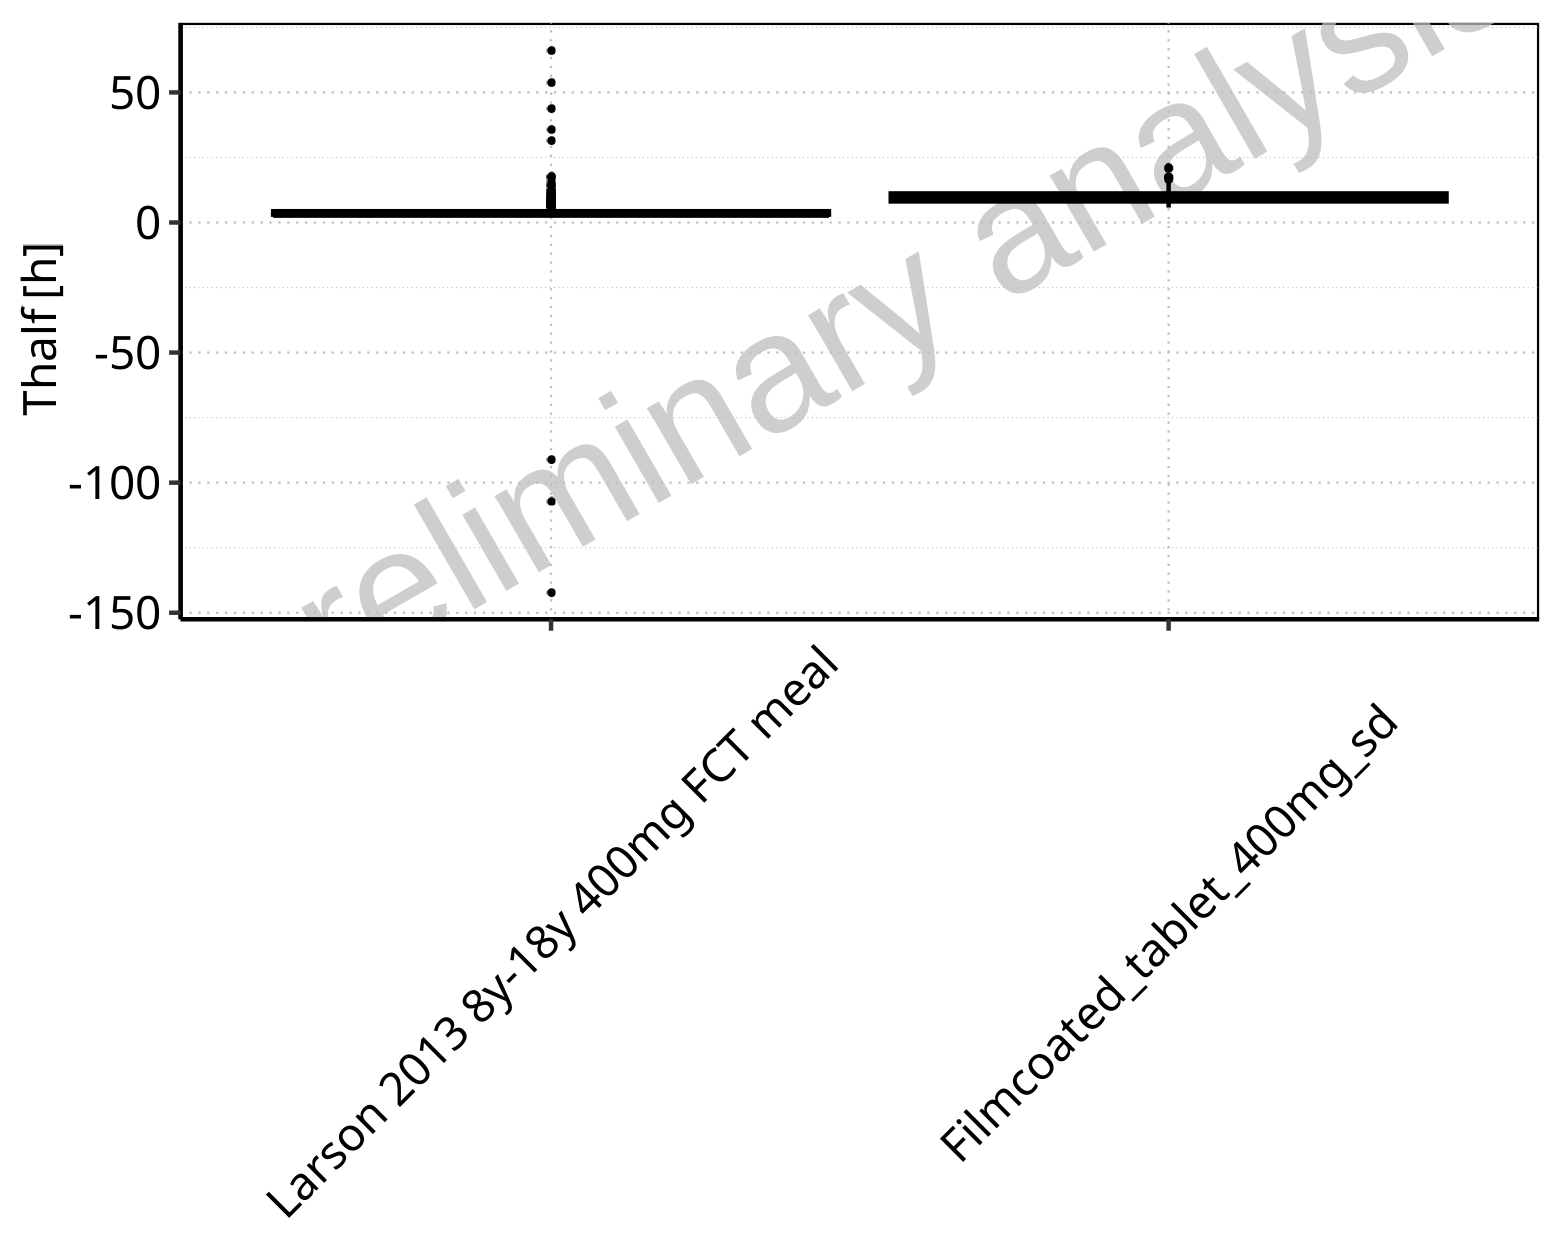 Thalf [h]
50
0
-50
-100
-150
reliminary analysis
Larson 2013 8y-18y 400mg FCT meal
Filmcoated_tablet_400mg_sd